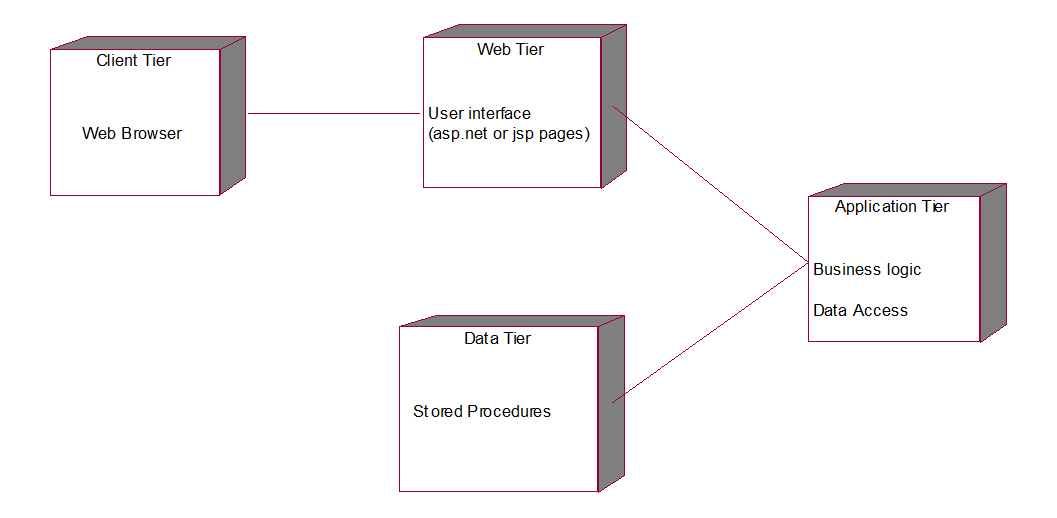 Client Tier
Web Browser
Web Tier
User interface
(asp.net or jsp pages)
Application Tier
Business logic
Data Access
Data Tier
Stored Procedures